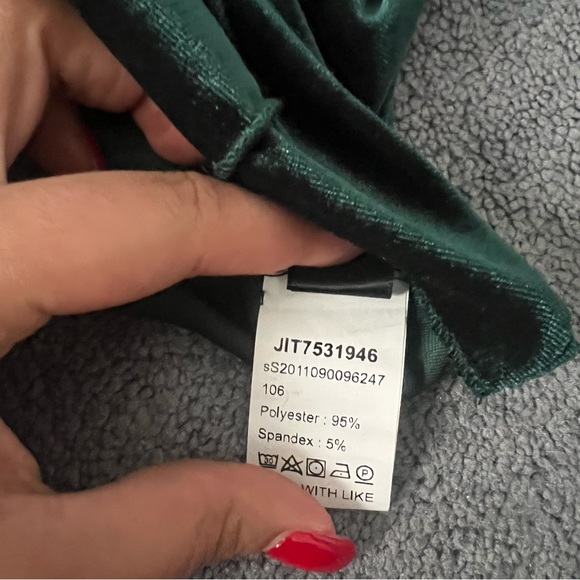 JIT7531946
sS2011090096247
106
Polyester : 95%
Spandex : 5%
WITH LIKE